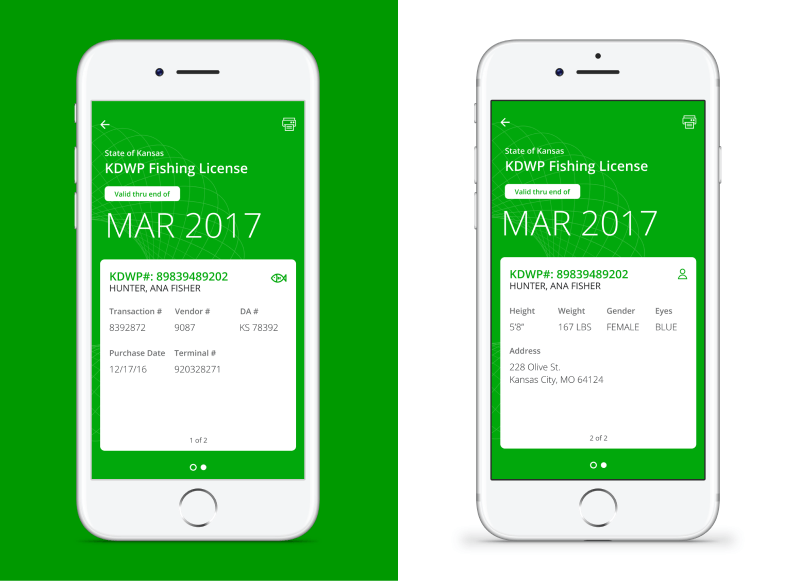 State of Kansas
KDWP Fishing License
Valid thru end of
MAR 2017
KDWP#: 89839489202
HUNTER, ANA FISHER
Transaction # Vendor # DA #
8392872 9087 KS 78392
Purchase Date Terminal #
12/17/16 920328271
1 of 2
State of Kansas
KDWP Fishing License
Valid thru end of
MAR 2017
KDWP#: 89839489202
HUNTER, ANA FISHER
Height Weight Gender Eyes
5'8" 167 LBS FEMALE BLUE
Address
228 Olive St.
Kansas City, MO 64124
2 of 2